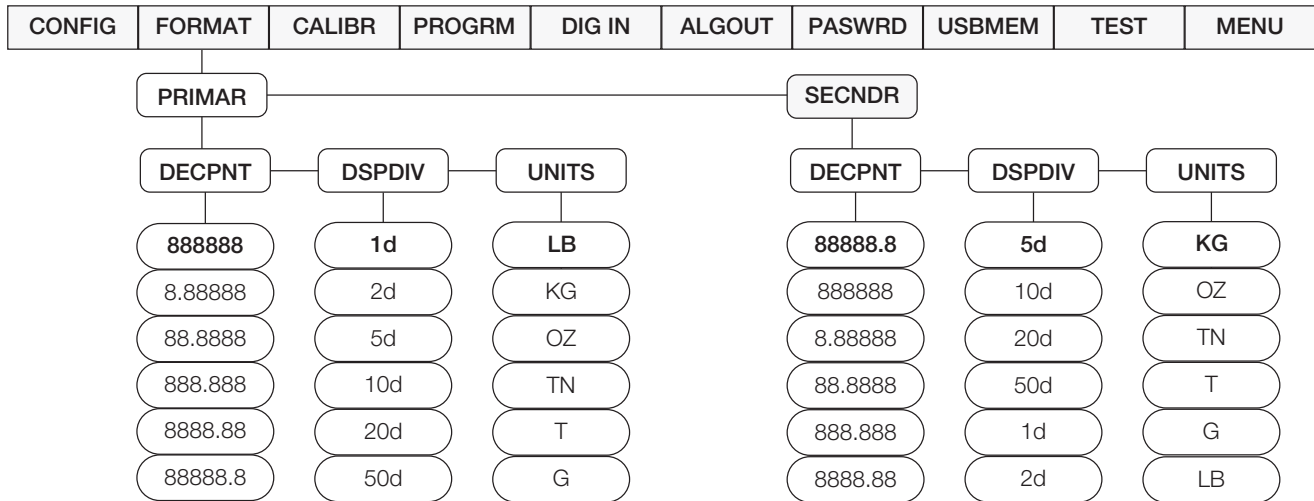 CONFIG FORMAT CALIBR PROGRM DIG IN ALGOUT PASWRD USBMEM TEST MENU
PRIMAR SECNDR
DECPNT DSPDIV UNITS DECPNT DSPDIV UNITS
888888 1d LB 88888.8 5d KG
8.88888 2d KG 888888 10d OZ
88.8888 5d OZ 8.88888 20d TN
888.888 10d TN 88.8888 50d T
8888.88 20d T 888.888 1d G
88888.8 50d G 8888.88 2d LB